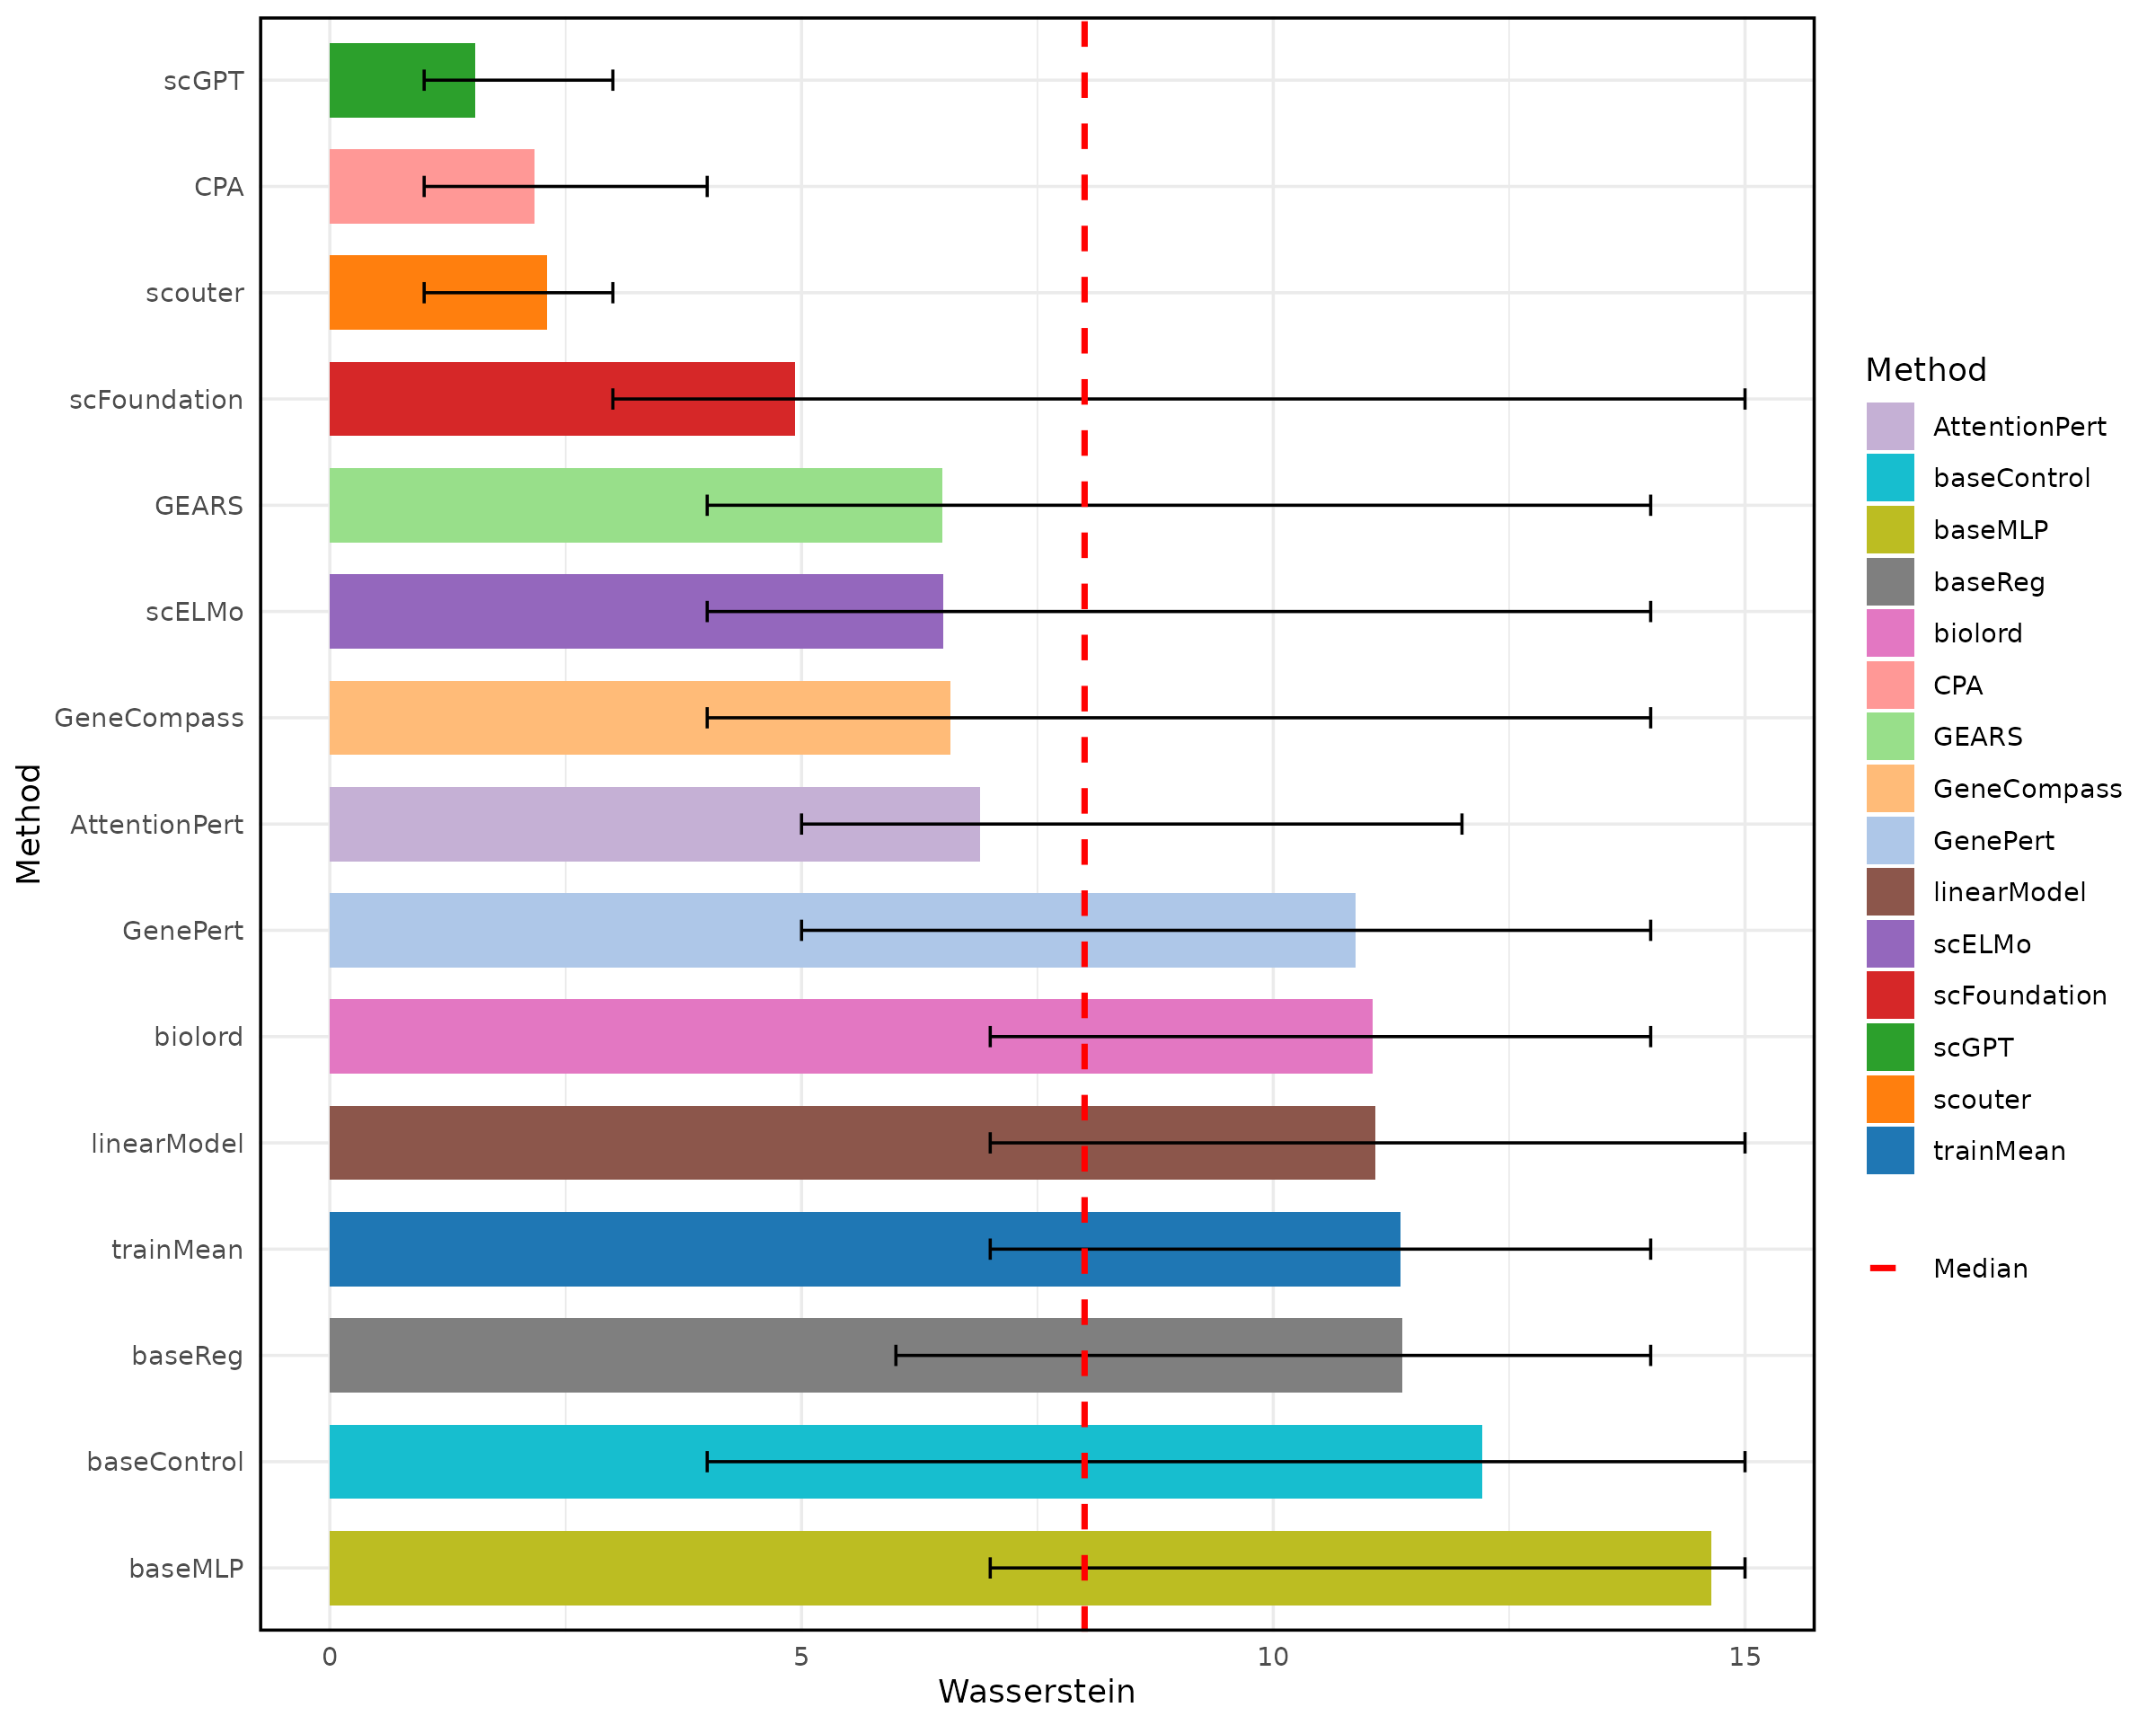 scGPT
CPA
scouter
scFoundation
GEARS
scELMo
GeneCompass
AttentionPert
GenePert
biolord
linearModel
trainMean
baseReg
baseControl
baseMLP
Method
0 5 10 15
Wasserstein
Method
AttentionPert
baseControl
baseMLP
baseReg
biolord
CPA
GEARS
GeneCompass
GenePert
linearModel
scELMo
scFoundation
scGPT
scouter
trainMean
Median